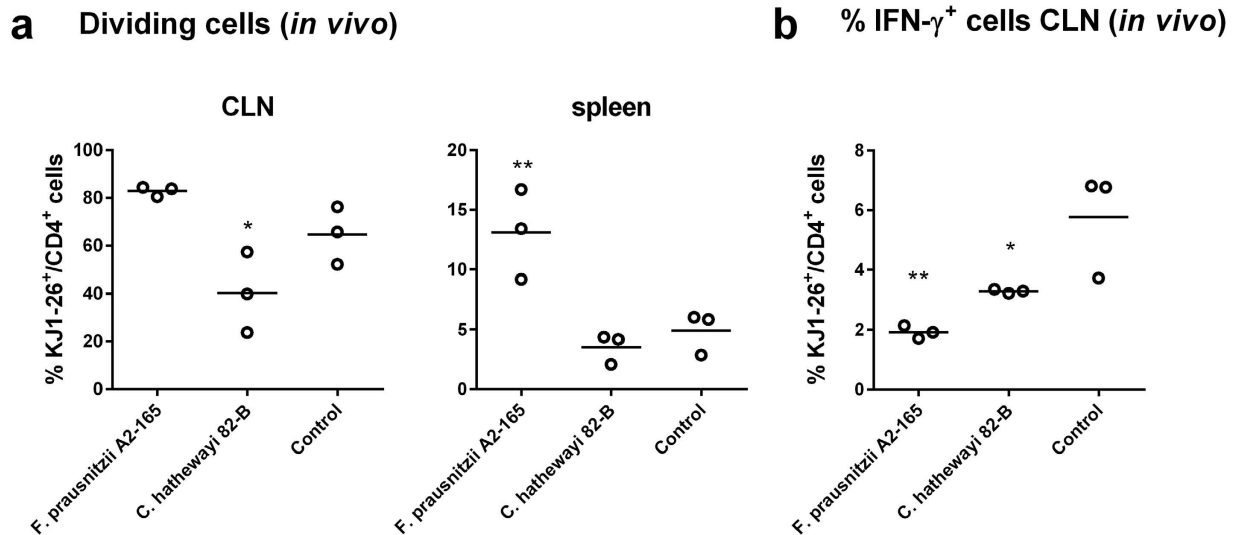 a Dividing cells (in vivo)
CLN
% KJ1-26⁺/CD4⁺ cells
100
80
60
40
20
0
*
F. prausnitzii A2-165
C. hathewayi 82-B
Control
spleen
20
15
10
5
0
**
F. prausnitzii A2-165
C. hathewayi 82-B
Control
b % IFN-γ⁺ cells CLN (in vivo)
% KJ1-26⁺/CD4⁺ cells
8
6
4
2
0
**
*
F. prausnitzii A2-165
C. hathewayi 82-B
Control